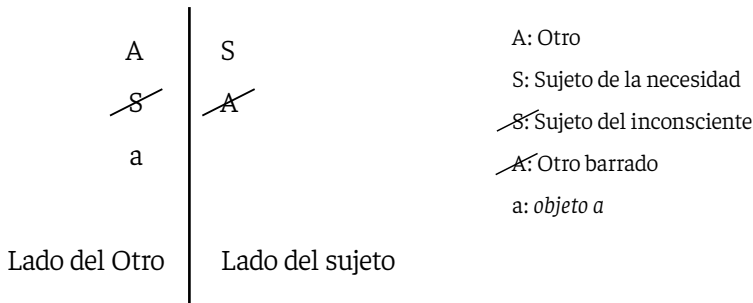 A S
S A
a
Lado del Otro Lado del sujeto
A: Otro
S: Sujeto de la necesidad
S: Sujeto del inconsciente
A: Otro barrado
a: objeto a